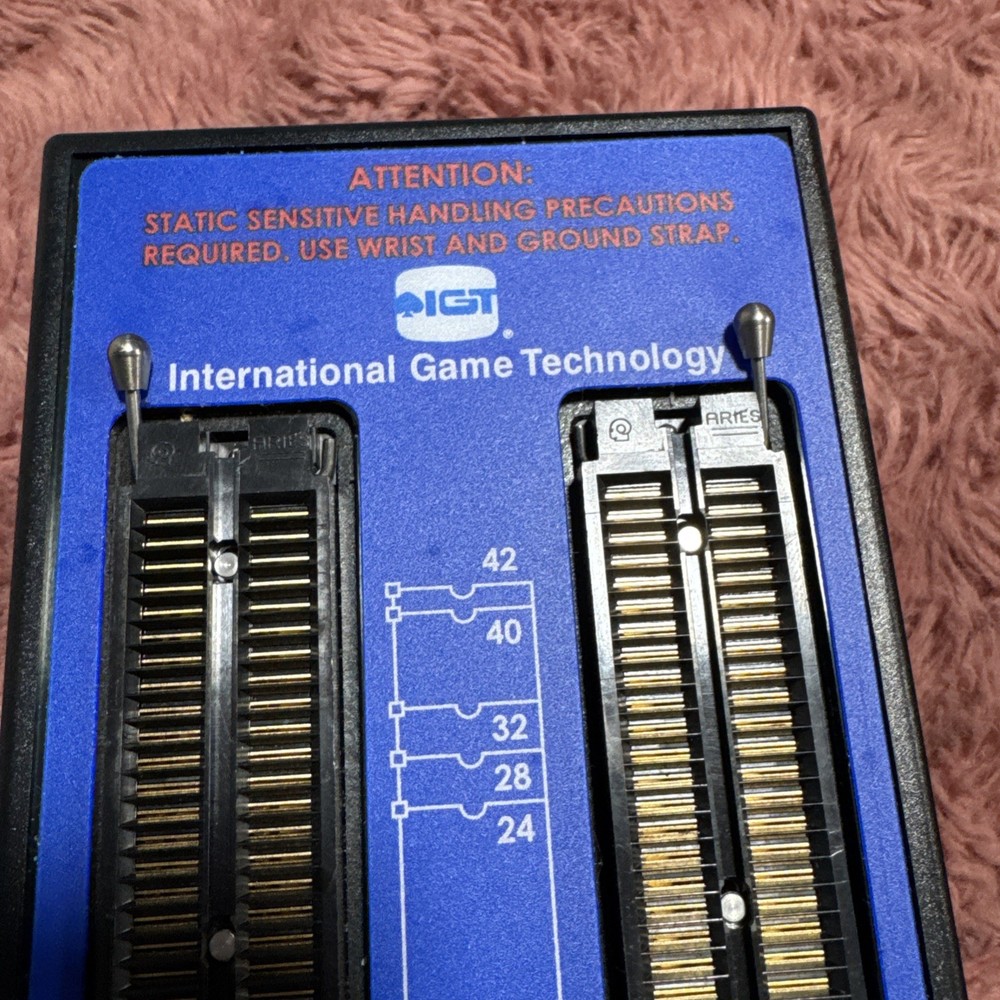 ATTENTION:
STATIC SENSITIVE HANDLING PRECAUTIONS
REQUIRED. USE WRIST AND GROUND STRAP.
IGT
®
International Game Technology
ARIES
ARIES
42
40
32
28
24